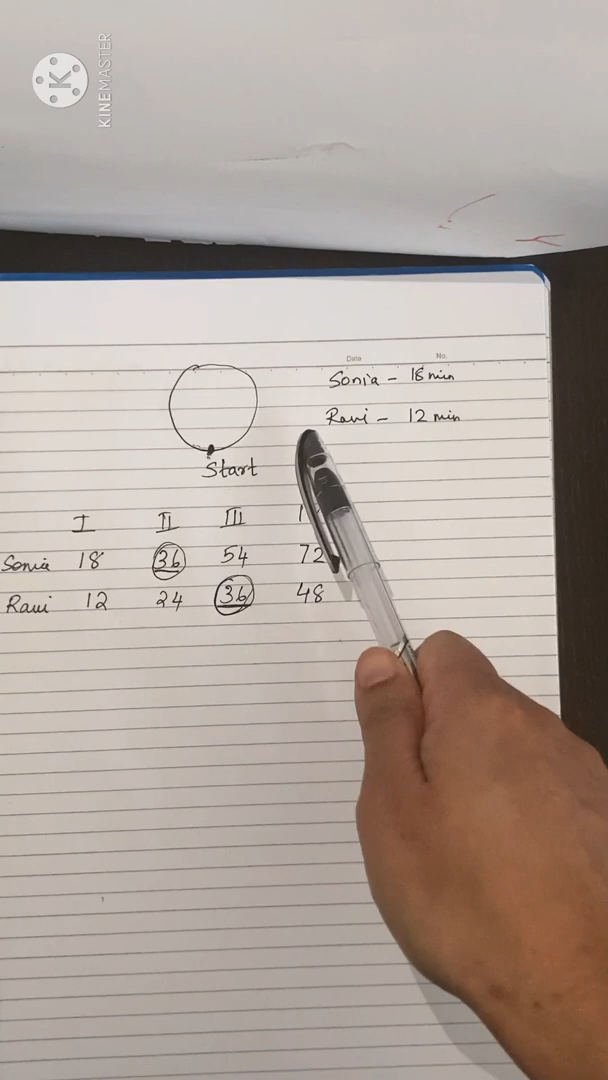 KINEMASTER
Date No.
Sonia - 18 min
Ravi - 12 min
Start
I II III
Sonia 18 36 54 72
Ravi 12 24 36 48